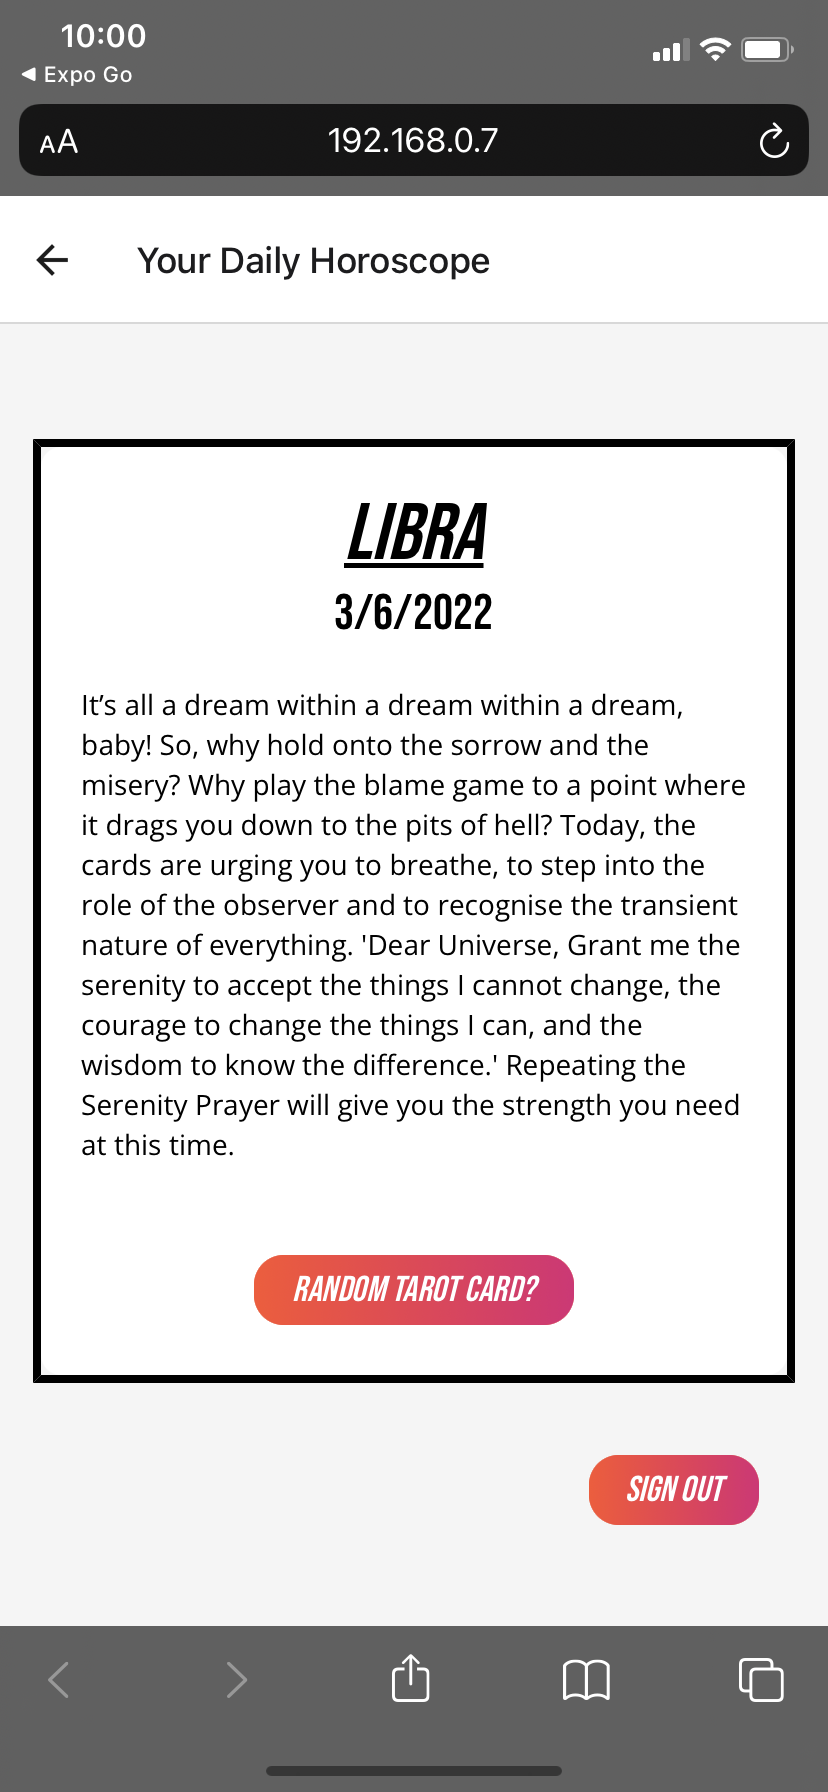 10:00
◀ Expo Go
AA
192.168.0.7
Your Daily Horoscope
LIBRA
3/6/2022
It’s all a dream within a dream within a dream,
baby! So, why hold onto the sorrow and the
misery? Why play the blame game to a point where
it drags you down to the pits of hell? Today, the
cards are urging you to breathe, to step into the
role of the observer and to recognise the transient
nature of everything. 'Dear Universe, Grant me the
serenity to accept the things I cannot change, the
courage to change the things I can, and the
wisdom to know the difference.' Repeating the
Serenity Prayer will give you the strength you need
at this time.
RANDOM TAROT CARD?
SIGN OUT